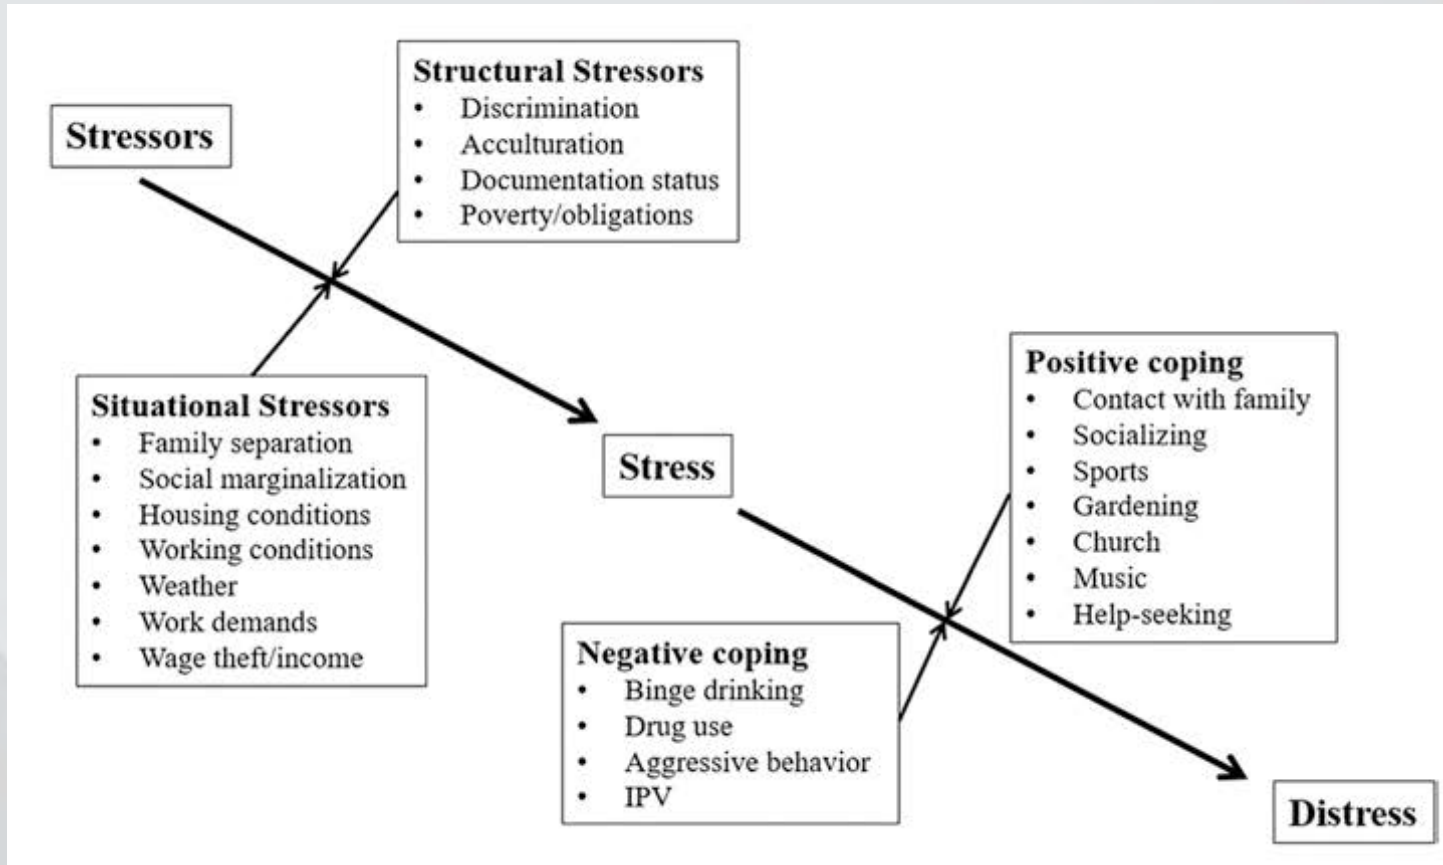 Stressors
Structural Stressors
• Discrimination
• Acculturation
• Documentation status
• Poverty/obligations
Situational Stressors
• Family separation
• Social marginalization
• Housing conditions
• Working conditions
• Weather
• Work demands
• Wage theft/income
Stress
Positive coping
• Contact with family
• Socializing
• Sports
• Gardening
• Church
• Music
• Help-seeking
Negative coping
• Binge drinking
• Drug use
• Aggressive behavior
• IPV
Distress